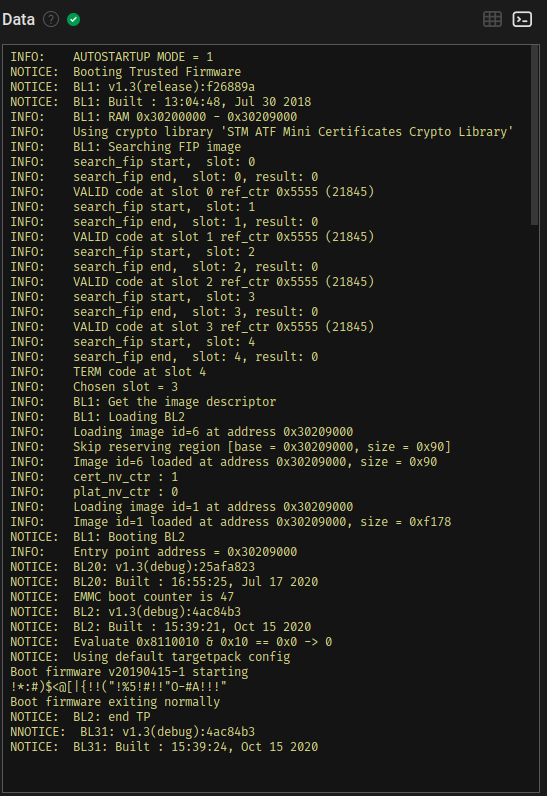 Data
INFO:    AUTOSTARTUP MODE = 1
NOTICE:  Booting Trusted Firmware
NOTICE:  BL1: v1.3(release):f26889a
NOTICE:  BL1: Built : 13:04:48, Jul 30 2018
INFO:    BL1: RAM 0x30200000 - 0x30209000
INFO:    Using crypto library 'STM ATF Mini Certificates Crypto Library'
INFO:    BL1: Searching FIP image
INFO:    search_fip start,  slot: 0
INFO:    search_fip end,  slot: 0, result: 0
INFO:    VALID code at slot 0 ref_ctr 0x5555 (21845)
INFO:    search_fip start,  slot: 1
INFO:    search_fip end,  slot: 1, result: 0
INFO:    VALID code at slot 1 ref_ctr 0x5555 (21845)
INFO:    search_fip start,  slot: 2
INFO:    search_fip end,  slot: 2, result: 0
INFO:    VALID code at slot 2 ref_ctr 0x5555 (21845)
INFO:    search_fip start,  slot: 3
INFO:    search_fip end,  slot: 3, result: 0
INFO:    VALID code at slot 3 ref_ctr 0x5555 (21845)
INFO:    search_fip start,  slot: 4
INFO:    search_fip end,  slot: 4, result: 0
INFO:    TERM code at slot 4
INFO:    Chosen slot = 3
INFO:    BL1: Get the image descriptor
INFO:    BL1: Loading BL2
INFO:    Loading image id=6 at address 0x30209000
INFO:    Skip reserving region [base = 0x30209000, size = 0x90]
INFO:    Image id=6 loaded at address 0x30209000, size = 0x90
INFO:    cert_nv_ctr : 1
INFO:    plat_nv_ctr : 0
INFO:    Loading image id=1 at address 0x30209000
INFO:    Image id=1 loaded at address 0x30209000, size = 0xf178
NOTICE:  BL1: Booting BL2
INFO:    Entry point address = 0x30209000
NOTICE:  BL20: v1.3(debug):25afa823
NOTICE:  BL20: Built : 16:55:25, Jul 17 2020
NOTICE:  EMMC boot counter is 47
NOTICE:  BL2: v1.3(debug):4ac84b3
NOTICE:  BL2: Built : 15:39:21, Oct 15 2020
NOTICE:  Evaluate 0x8110010 & 0x10 == 0x0 -> 0
NOTICE:  Using default targetpack config
Boot firmware v20190415-1 starting
!*:#)$<@[|{!!("!%5!#!!"O-#A!!!"
Boot firmware exiting normally
NOTICE:  BL2: end TP
NNOTICE:  BL31: v1.3(debug):4ac84b3
NOTICE:  BL31: Built : 15:39:24, Oct 15 2020